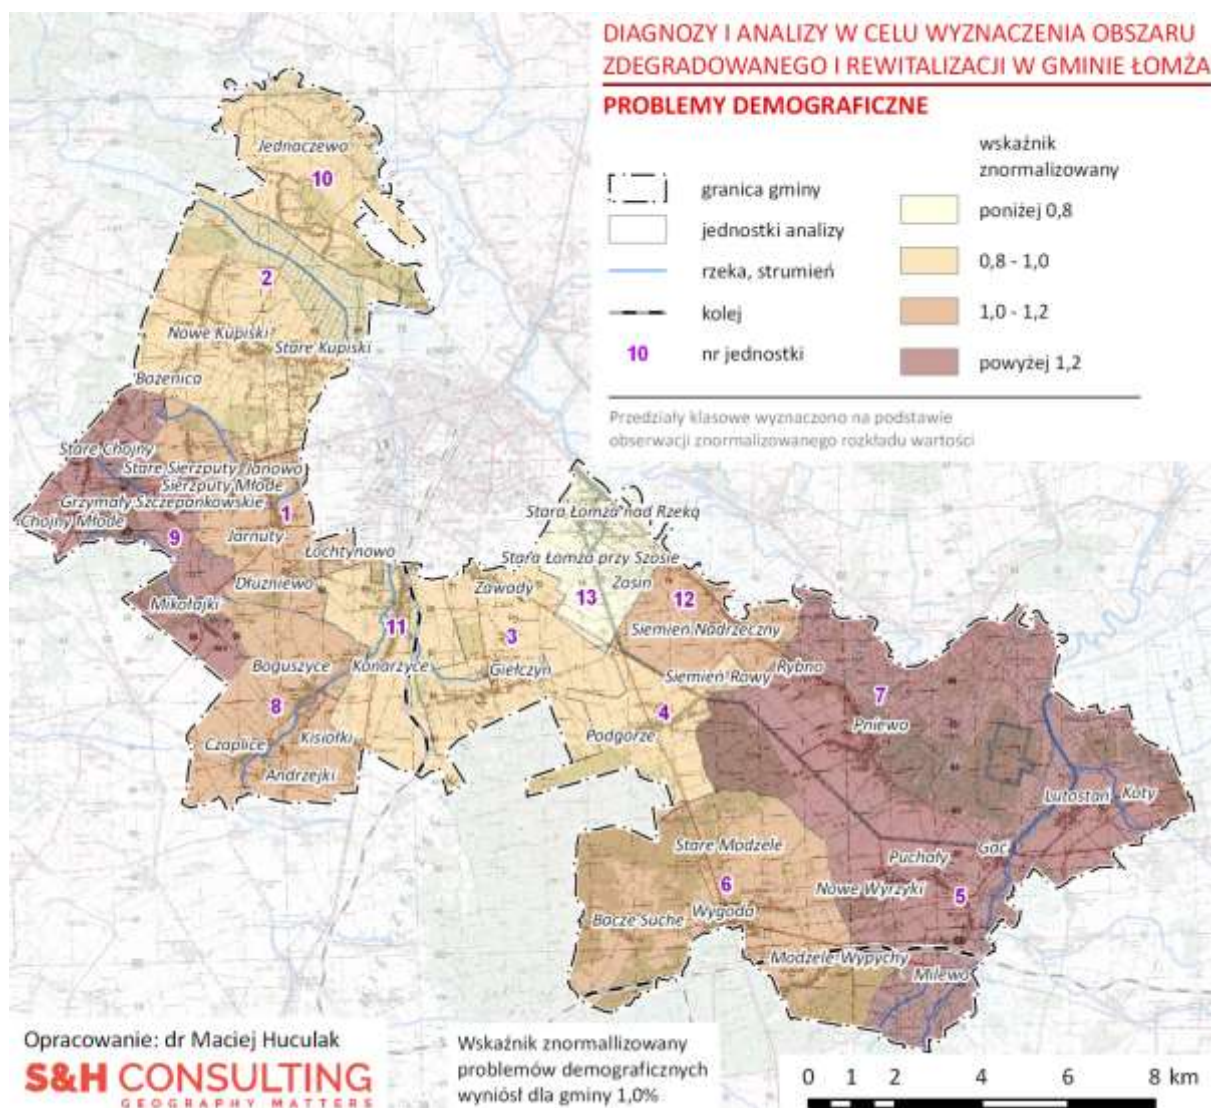 DIAGNOZY I ANALIZY W CELU WYZNACZENIA OBSZARU
ZDEGRADOWANEGO I REWITALIZACJI W GMINIE ŁOMŻA
PROBLEMY DEMOGRAFICZNE
granica gminy
jednostki analizy
rzeka, strumień
kolej
10 nr jednostki
wskaźnik
znormalizowany
poniżej 0,8
0,8 - 1,0
1,0 - 1,2
powyżej 1,2
Przedziały klasowe wyznaczono na podstawie
obserwacji znormalizowanego rozkładu wartości
Jednaczewo
10
2
Nowe Kupiski
Stare Kupiski
Bożenica
Stare Chojny
Stare Sierzputy
Janowo
Sierzputy Młode
Grzymały Szczepankowskie
1
Chojny Młode
9
Jarnuty
Łochtynowo
Dłużniewo
Mikołajki
11
Boguszyce
Konarzyce
8
Czaplice
Kisiołki
Andrzejki
Stara Łomża nad Rzeką
Stara Łomża przy Szosie
Zawady
Zosin
13
12
3
Giełczyn
Siemień Nadrzeczny
Siemień Rowy
Rybno
4
7
Podgórze
Pniewo
Lutostań
Koty
Stare Modzele
Puchały
Gać
6
Nowe Wyrzyki
5
Bacze Suche
Wygoda
Modzele Wypychy
Milewo
Opracowanie: dr Maciej Huculak
S&H CONSULTING
GEOGRAPHY MATTERS
Wskaźnik znormallizowany
problemów demograficznych
wyniósł dla gminy 1,0%
0 1 2 4 6 8 km